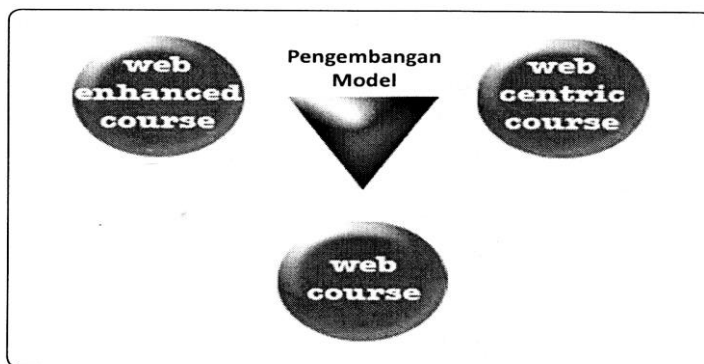 web
enhanced
course
Pengembangan
Model
web
centric
course
web
course